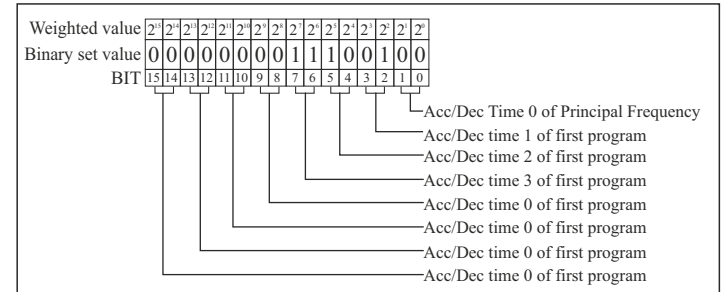 Weighted value 2¹⁵ 2¹⁴ 2¹³ 2¹² 2¹¹ 2¹⁰ 2⁹ 2⁸ 2⁷ 2⁶ 2⁵ 2⁴ 2³ 2² 2¹ 2⁰
Binary set value 0 0 0 0 0 0 0 0 1 1 1 0 0 1 0 0
BIT 15 14 13 12 11 10 9 8 7 6 5 4 3 2 1 0
Acc/Dec Time 0 of Principal Frequency
Acc/Dec time 1 of first program
Acc/Dec time 2 of first program
Acc/Dec time 3 of first program
Acc/Dec time 0 of first program
Acc/Dec time 0 of first program
Acc/Dec time 0 of first program
Acc/Dec time 0 of first program